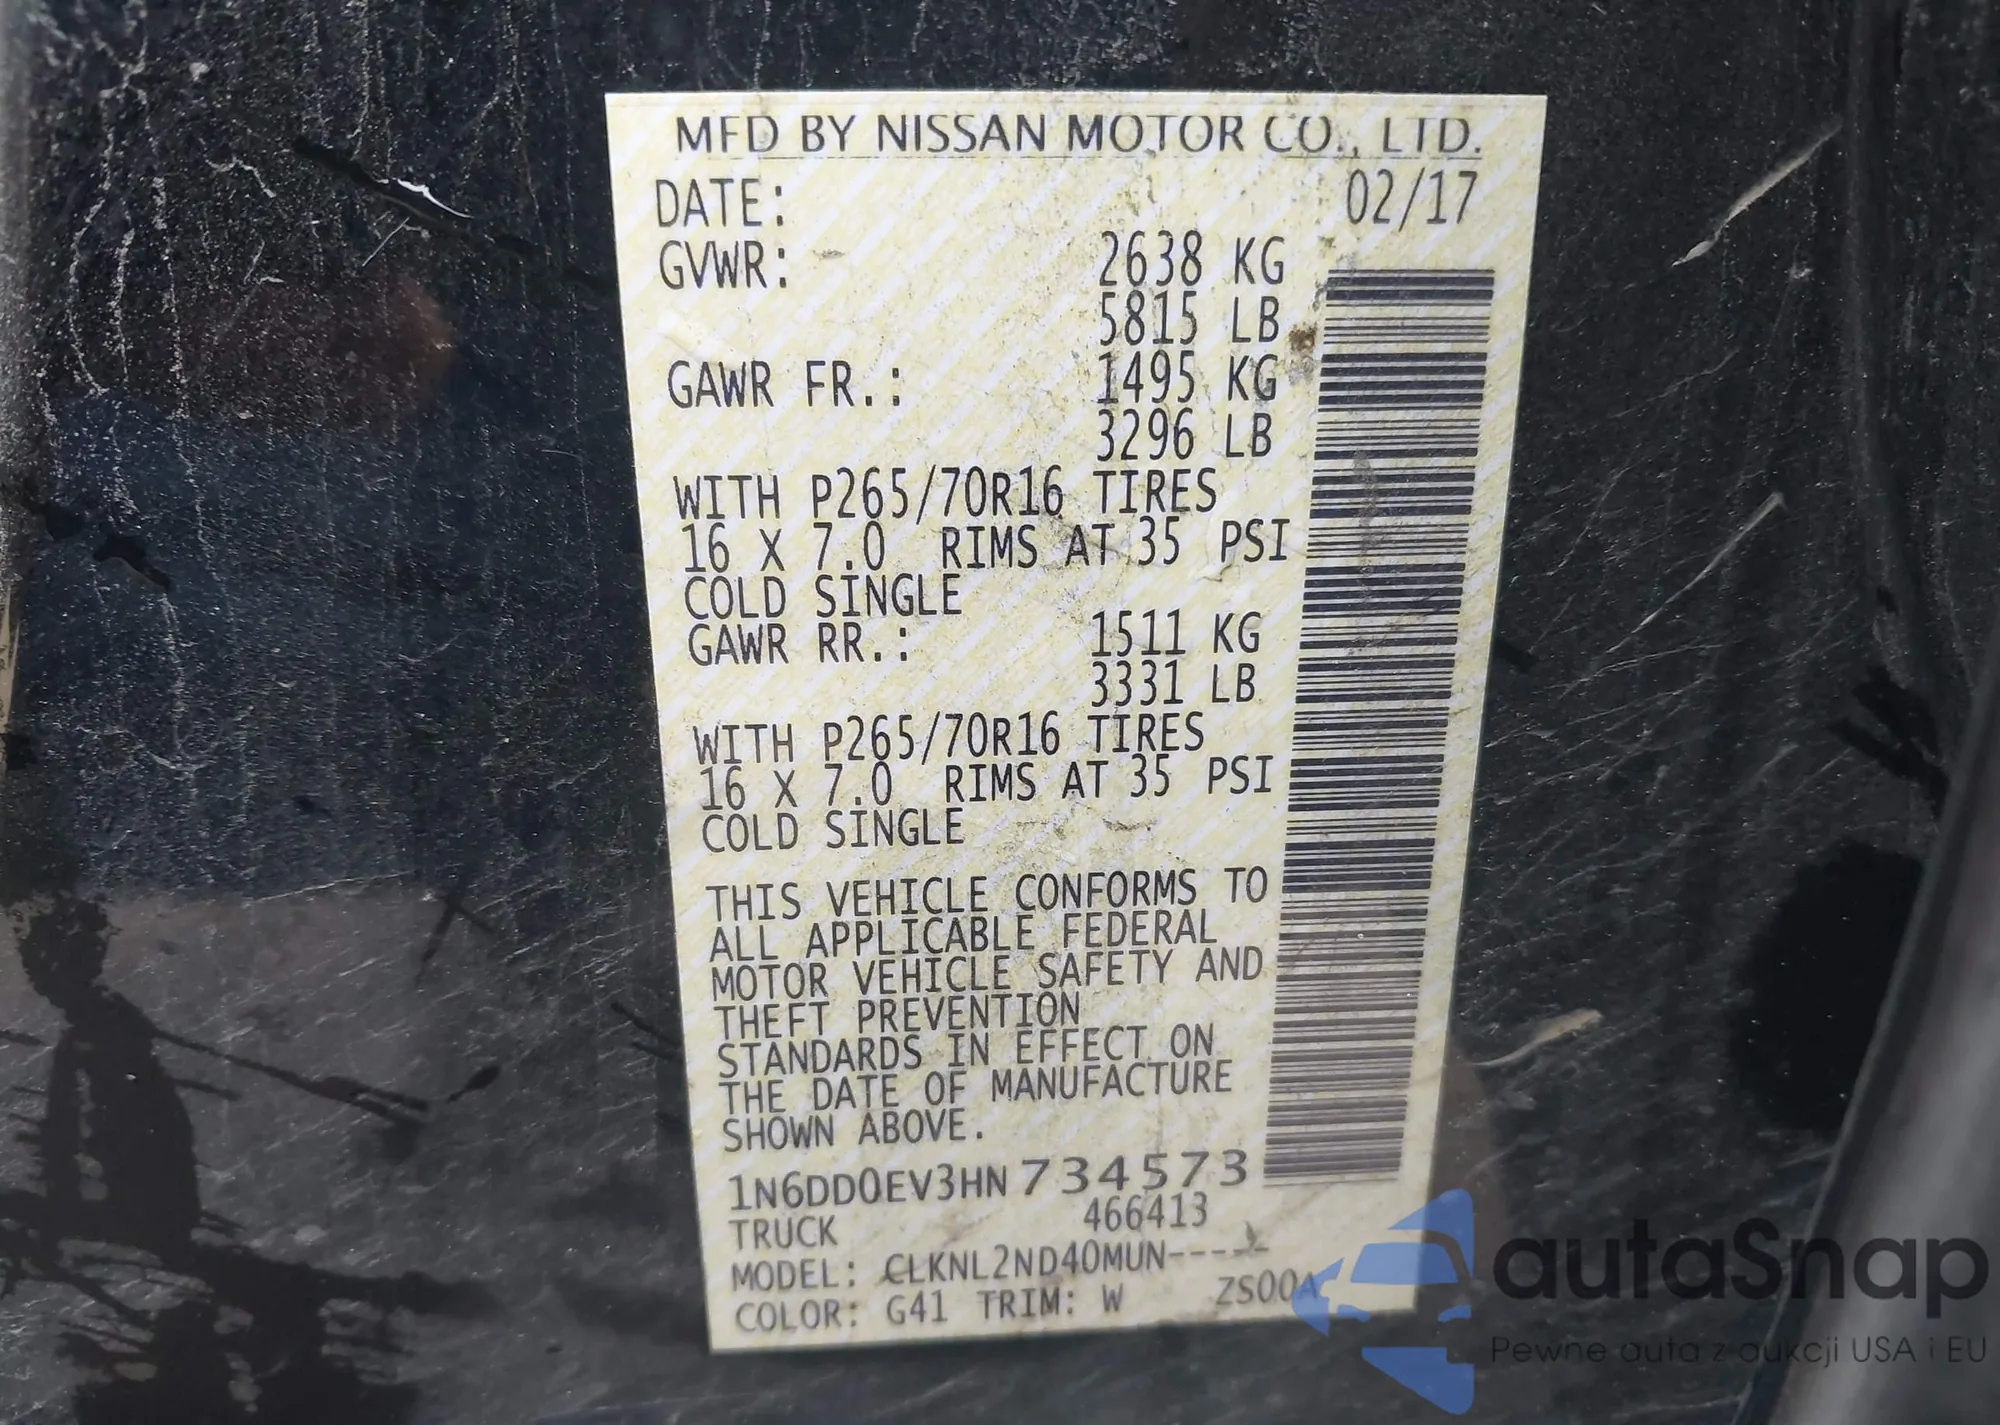 MFD BY NISSAN MOTOR CO., LTD.
DATE: 02/17
GVWR: 2638 KG
5815 LB
GAWR FR.: 1495 KG
3296 LB
WITH P265/70R16 TIRES
16 X 7.0 RIMS AT 35 PSI
COLD SINGLE
GAWR RR.: 1511 KG
3331 LB
WITH P265/70R16 TIRES
16 X 7.0 RIMS AT 35 PSI
COLD SINGLE
THIS VEHICLE CONFORMS TO
ALL APPLICABLE FEDERAL
MOTOR VEHICLE SAFETY AND
THEFT PREVENTION
STANDARDS IN EFFECT ON
THE DATE OF MANUFACTURE
SHOWN ABOVE.
1N6DD0EV3HN734573
TRUCK 466413
MODEL: CLKNL2ND40MUN-----
COLOR: G41 TRIM: W ZS00A
autaSnap
Pewne auta z aukcji USA i EU